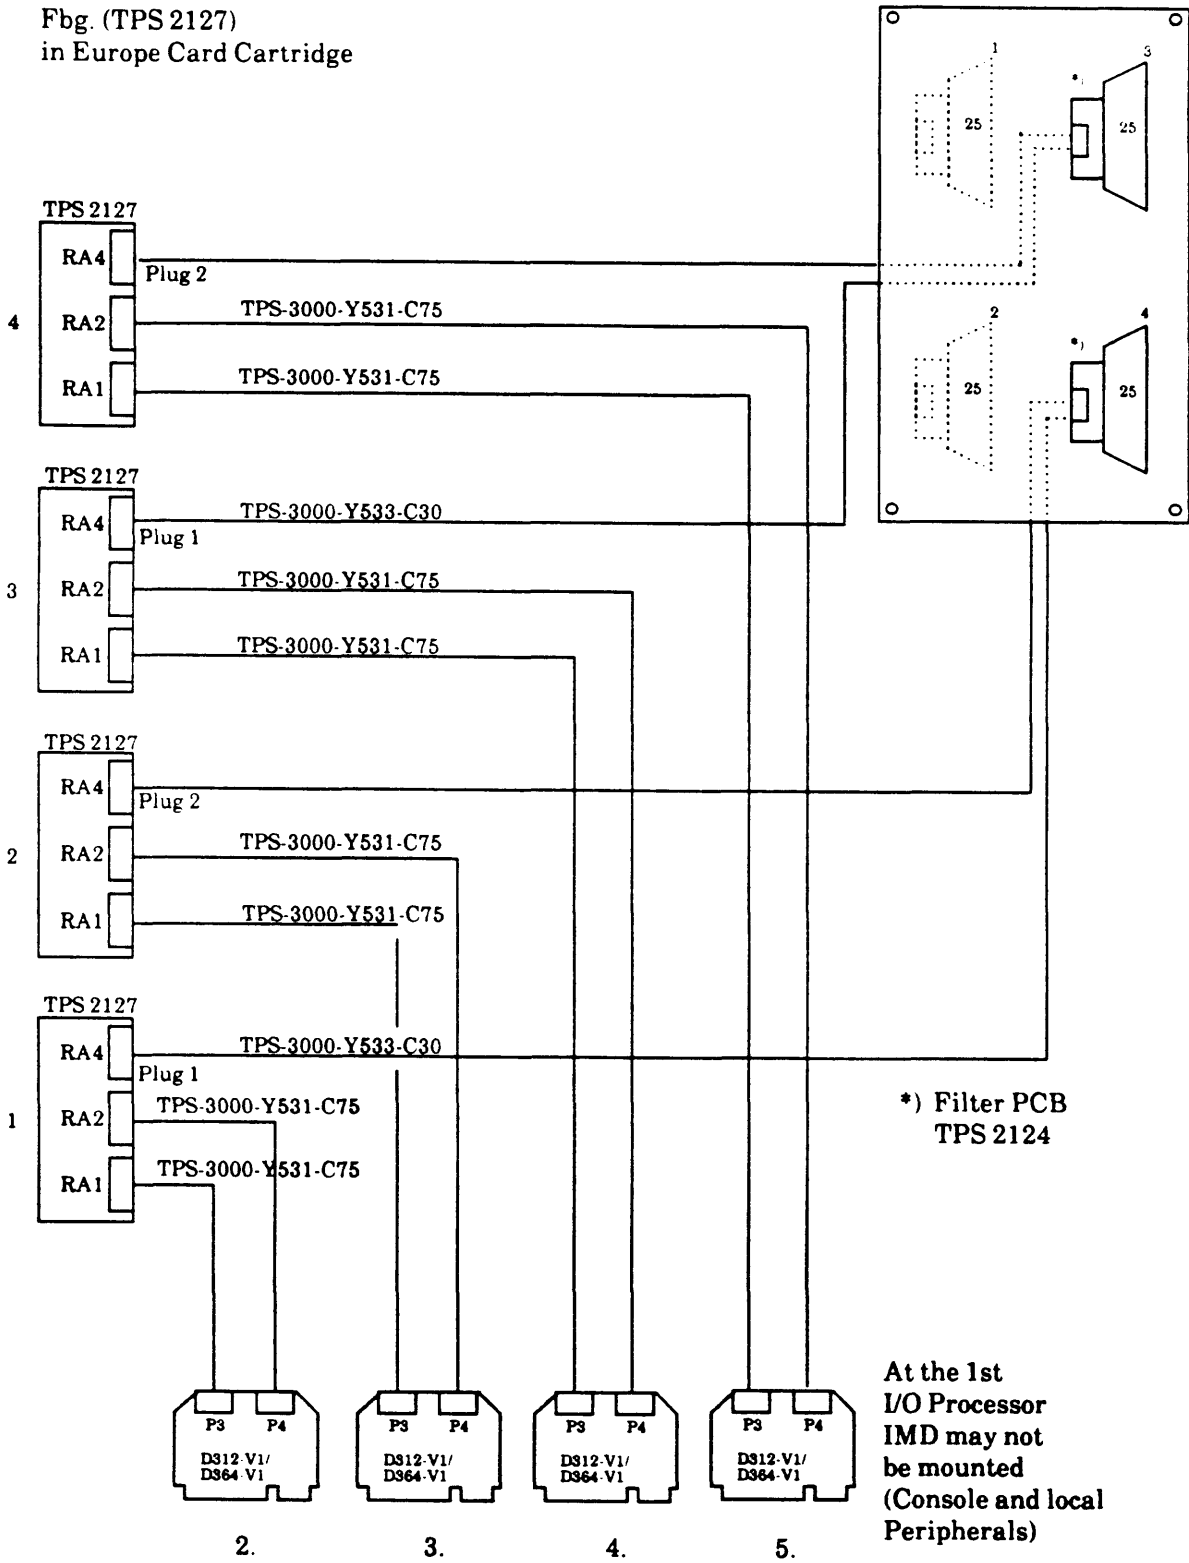 Fbg. (TPS 2127)
in Europe Card Cartridge
1
3
*)
25
25
2
4
*)
25
25
TPS 2127
4
RA4
Plug 2
RA2
TPS-3000-Y531-C75
RA1
TPS-3000-Y531-C75
TPS 2127
3
RA4
TPS-3000-Y533-C30
Plug 1
RA2
TPS-3000-Y531-C75
RA1
TPS-3000-Y531-C75
TPS 2127
2
RA4
Plug 2
RA2
TPS-3000-Y531-C75
RA1
TPS-3000-Y531-C75
TPS 2127
1
RA4
TPS-3000-Y533-C30
Plug 1
RA2
TPS-3000-Y531-C75
RA1
TPS-3000-Y531-C75
*) Filter PCB
TPS 2124
P3 P4
D312-V1/
D364-V1
2.
P3 P4
D312-V1/
D364-V1
3.
P3 P4
D312-V1/
D364-V1
4.
P3 P4
D312-V1/
D364-V1
5.
At the 1st
I/O Processor
IMD may not
be mounted
(Console and local
Peripherals)